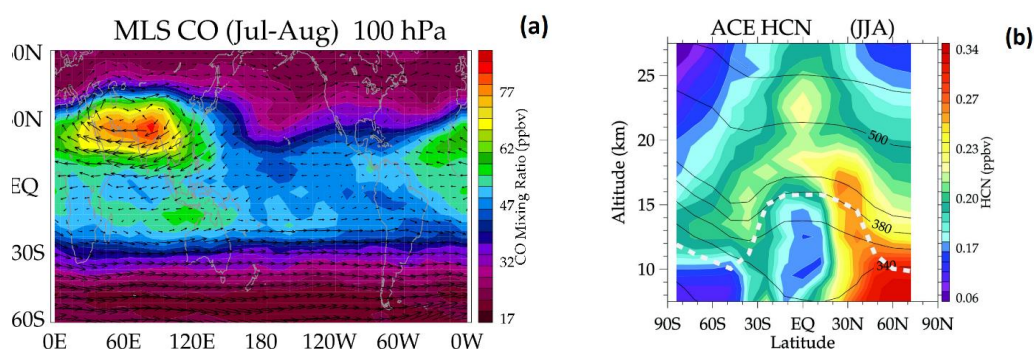 MLS CO (Jul-Aug) 100 hPa
(a)
0N
0N
EQ
30S
60S
0E 60E 120E 180W 120W 60W 0W
77
62
47
32
17
CO Mixing Ratio (ppbv)
ACE HCN (JJA)
(b)
25
20
15
10
Altitude (km)
500
380
340
90S 60S 30S EQ 30N 60N 90N
Latitude
0.34
0.27
0.23
0.20
0.17
0.06
HCN (ppbv)